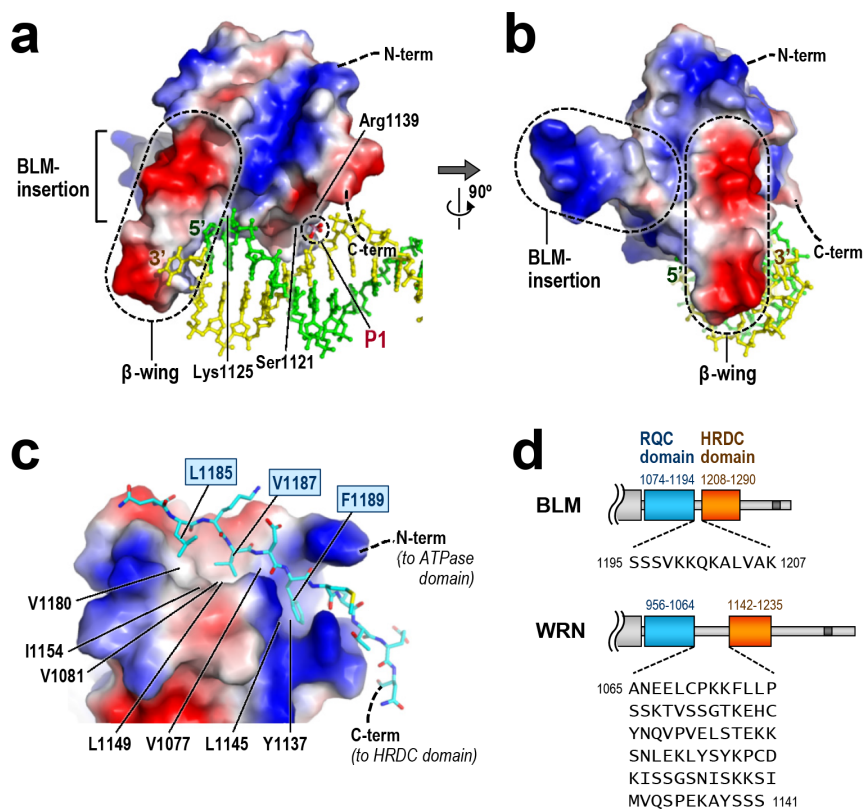 a
N-term
Arg1139
BLM-
insertion
5'
3'
C-term
P1
Ser1121
Lys1125
β-wing
90º
b
N-term
BLM-
insertion
5'
3'
C-term
β-wing
c
L1185
V1187
F1189
N-term
(to ATPase
domain)
V1180
I1154
V1081
L1149
V1077
L1145
Y1137
C-term
(to HRDC domain)
d
RQC
domain
HRDC
domain
1074-1194
1208-1290
BLM
1195 SSSVKKQKALVAK 1207
956-1064
1142-1235
WRN
1065 ANEELCPKKFLLP
SSKTVSSGTKEHC
YNQVPVELSTEKK
SNLEKLYSYKPCD
KISSGSNISKKSI
MVQSPEKAYSSS 1141